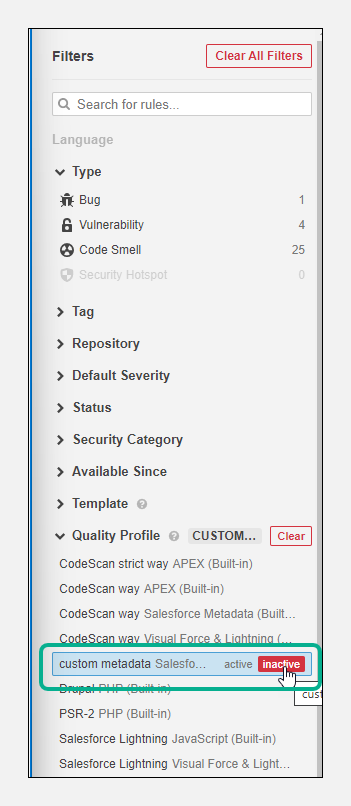 Filters
Clear All Filters
Search for rules...
Language
Type
Bug 1
Vulnerability 4
Code Smell 25
Security Hotspot 0
Tag
Repository
Default Severity
Status
Security Category
Available Since
Template ?
Quality Profile ? CUSTOM... Clear
CodeScan strict way APEX (Built-in)
CodeScan way APEX (Built-in)
CodeScan way Salesforce Metadata (Built...
CodeScan way Visual Force & Lightning (...
custom metadata Salesfo... active inactive
cust
Drupal PHP (Built-in)
PSR-2 PHP (Built-in)
Salesforce Lightning JavaScript (Built-in)
Salesforce Lightning Visual Force & Light...